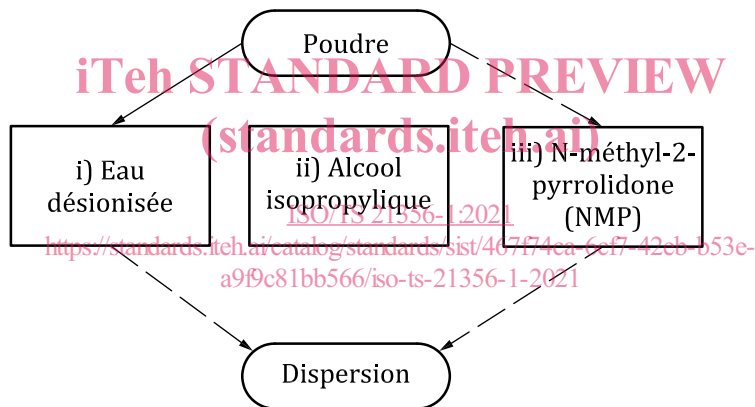 Poudre
iTeh STANDARD PREVIEW
(standards.iteh.ai)
i) Eau
désionisée
ii) Alcool
isopropylique
iii) N-méthyl-2-
pyrrolidone
(NMP)
ISO/TS 21356-1:2021
https://standards.iteh.ai/catalog/standards/sist/467f74ca-6ef7-42eb-b53e-
a9f9c81bb566/iso-ts-21356-1-2021
Dispersion